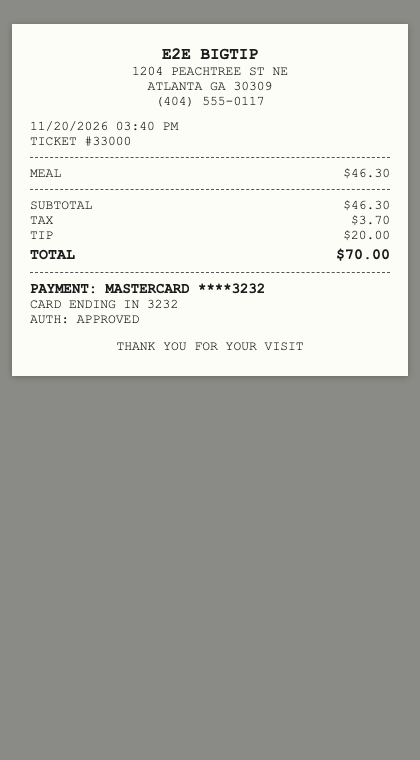 E2E BIGTIP
1204 PEACHTREE ST NE
ATLANTA GA 30309
(404) 555-0117
11/20/2026 03:40 PM
TICKET #33000
MEAL $46.30
SUBTOTAL $46.30
TAX $3.70
TIP $20.00
TOTAL $70.00
PAYMENT: MASTERCARD ****3232
CARD ENDING IN 3232
AUTH: APPROVED
THANK YOU FOR YOUR VISIT